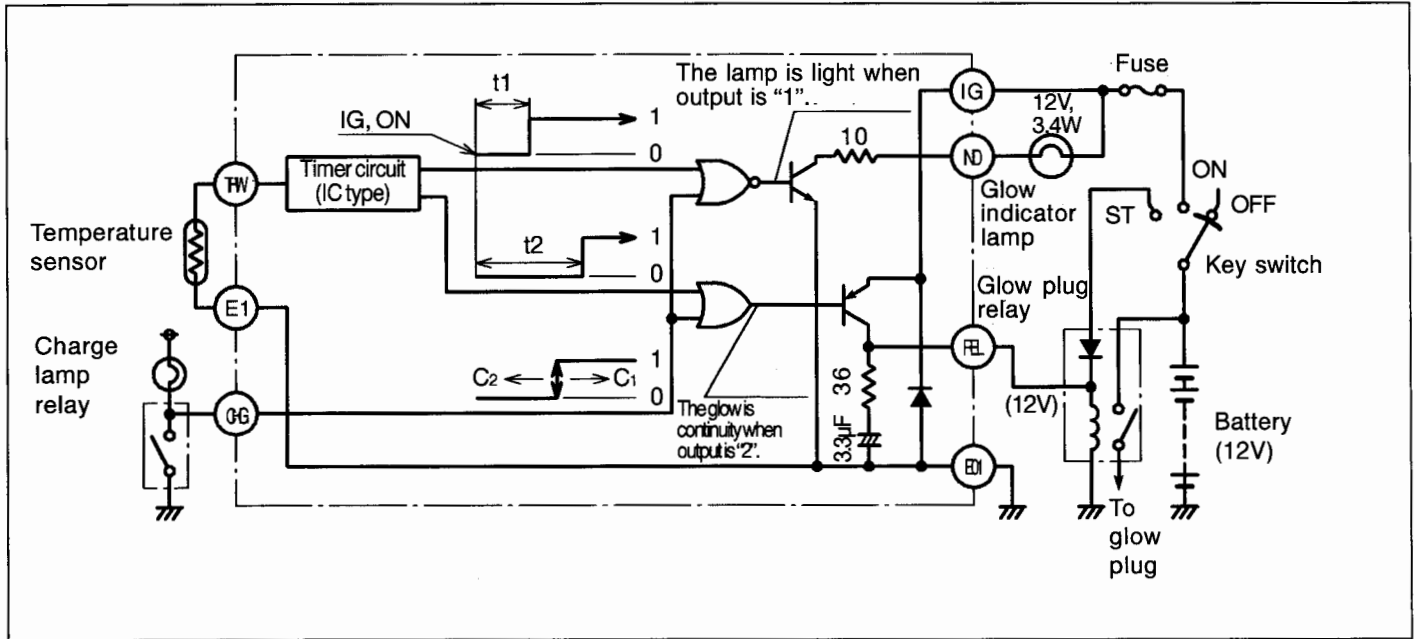 t1
IG, ON
1
0
The lamp is light when
output is "1".
IG
Fuse
12V,
3.4W
10
THW
Timer circuit
(IC type)
ND
ON
OFF
ST
Glow
indicator
lamp
Temperature
sensor
t2
1
0
Key switch
E1
Glow plug
relay
REL
Charge
lamp
relay
C2
C1
1
0
36
3.3μF
(12V)
CHG
The glow is
continuity when
output is "2".
Battery
(12V)
E01
To
glow
plug